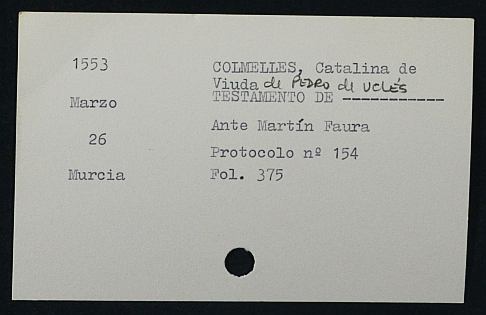 1553
Marzo
26
Murcia
COLMELLES, Catalina de
Viuda de PEDRO de UCLÉS
TESTAMENTO DE -----------
Ante Martín Faura
Protocolo nº 154
Fol. 375